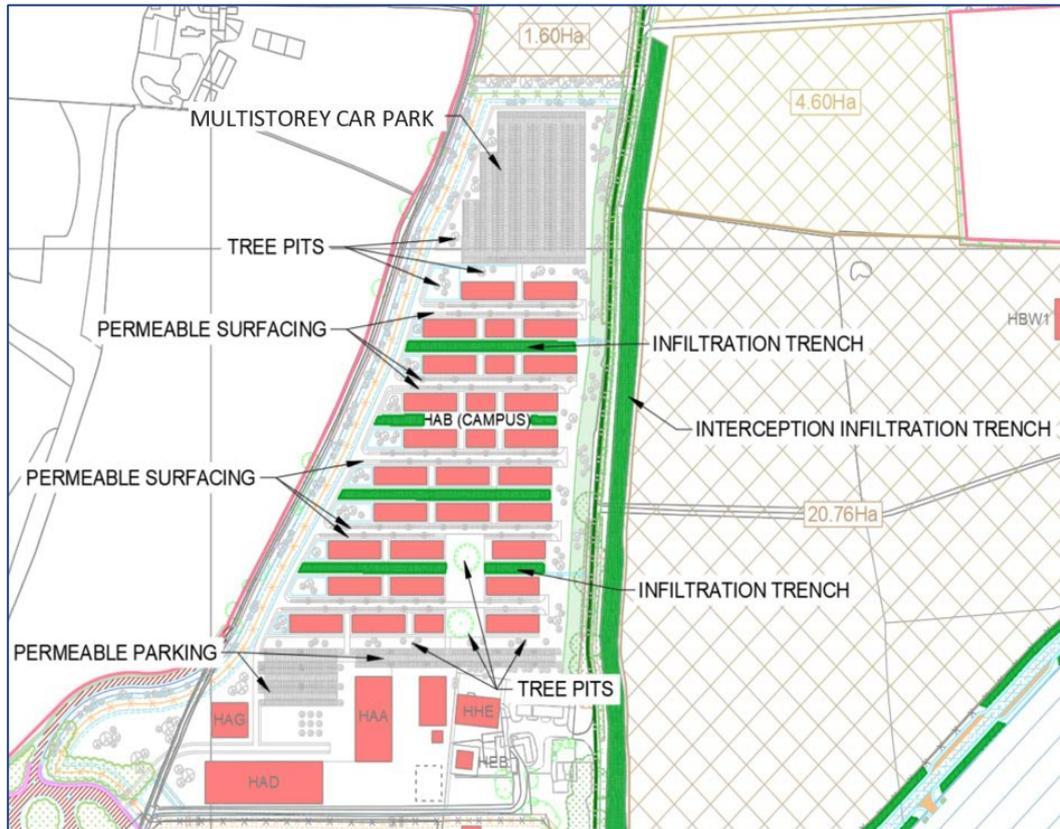 1.60Ha
4.60Ha
MULTISTOREY CAR PARK
TREE PITS
HBW1
PERMEABLE SURFACING
INFILTRATION TRENCH
HAB (CAMPUS)
INTERCEPTION INFILTRATION TRENCH
PERMEABLE SURFACING
20.76Ha
INFILTRATION TRENCH
PERMEABLE PARKING
TREE PITS
HAG
HAA
HHE
HEB
HAD